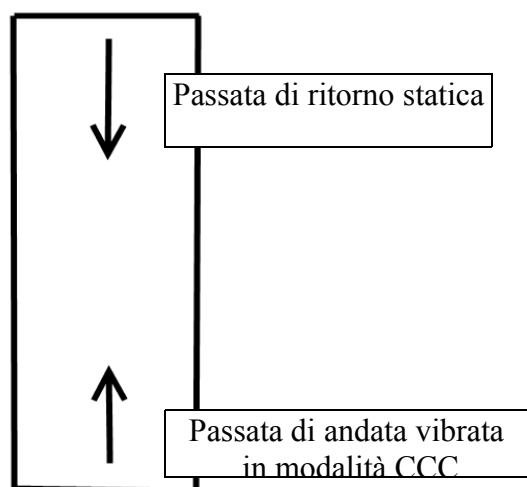 Passata di ritorno statica
Passata di andata vibrata
in modalità CCC